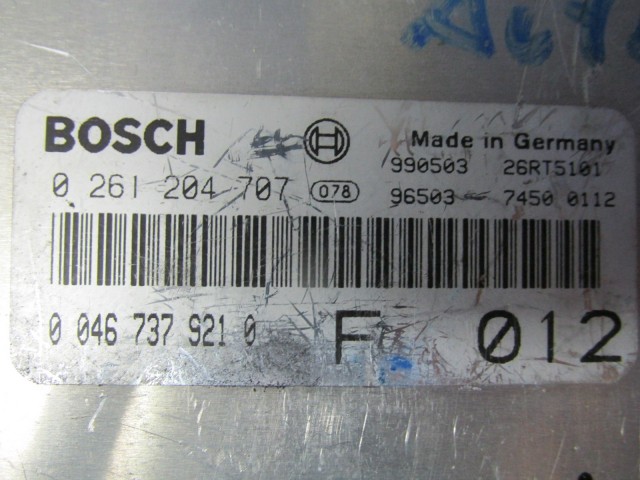 BOSCH Made in Germany
990503 26RT5101
0 261 204 707 078 96503 7450 0112
0 046 737 921 0 F 012